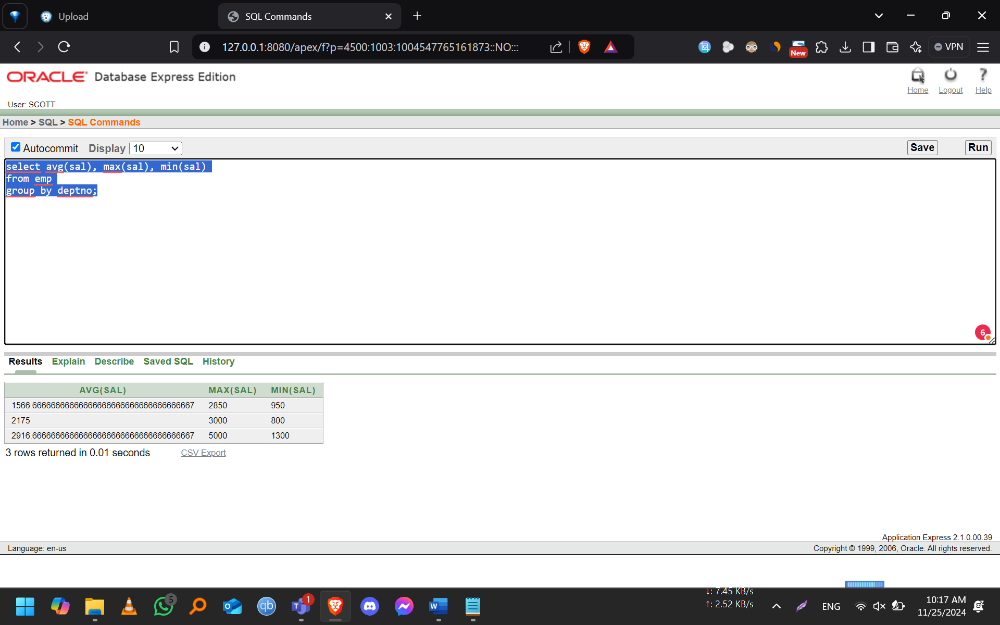 Upload
SQL Commands
127.0.0.1:8080/apex/f?p=4500:1003:1004547765161873::NO:::
New
VPN
ORACLE Database Express Edition
Home
Logout
Help
User: SCOTT
Home > SQL > SQL Commands
Autocommit Display 10
Save
Run
select avg(sal), max(sal), min(sal)
from emp
group by deptno;
6
Results Explain Describe Saved SQL History
AVG(SAL) MAX(SAL) MIN(SAL)
1566.66666666666666666666666666666666667 2850 950
2175 3000 800
2916.66666666666666666666666666666666667 5000 1300
3 rows returned in 0.01 seconds CSV Export
Application Express 2.1.0.00.39
Language: en-us Copyright © 1999, 2006, Oracle. All rights reserved.
5
qb
1
↓: 7.45 KB/s
↑: 2.52 KB/s
ENG
10:17 AM
11/25/2024